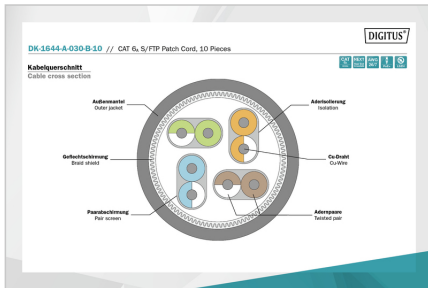 DIGITUS
DK-1644-A-030-B-10 // CAT 6A S/FTP Patch Cord, 10 Pieces
Kabelquerschnitt
Cable cross section
Außenmantel
Outer jacket
Aderisolierung
Isolation
Geflechtschirmung
Braid shield
Cu-Draht
Cu-Wire
Paarabschirmung
Pair screen
Adernpaare
Twisted pair